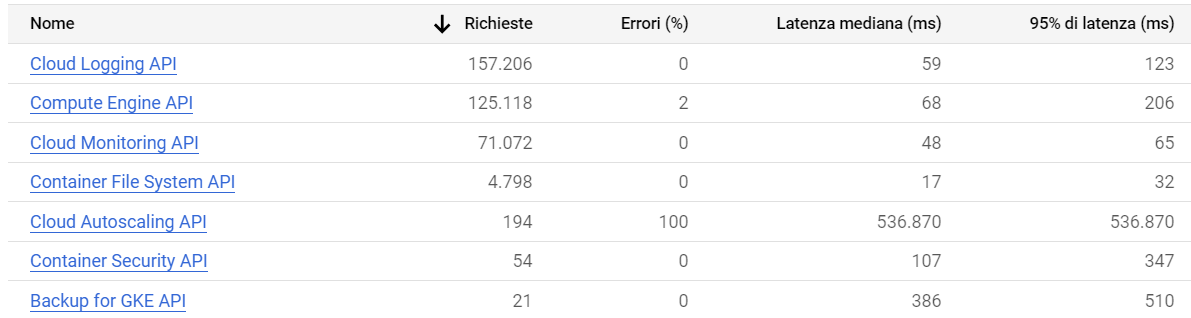 Nome Richieste Errori (%) Latenza mediana (ms) 95% di latenza (ms)
Cloud Logging API 157.206 0 59 123
Compute Engine API 125.118 2 68 206
Cloud Monitoring API 71.072 0 48 65
Container File System API 4.798 0 17 32
Cloud Autoscaling API 194 100 536.870 536.870
Container Security API 54 0 107 347
Backup for GKE API 21 0 386 510